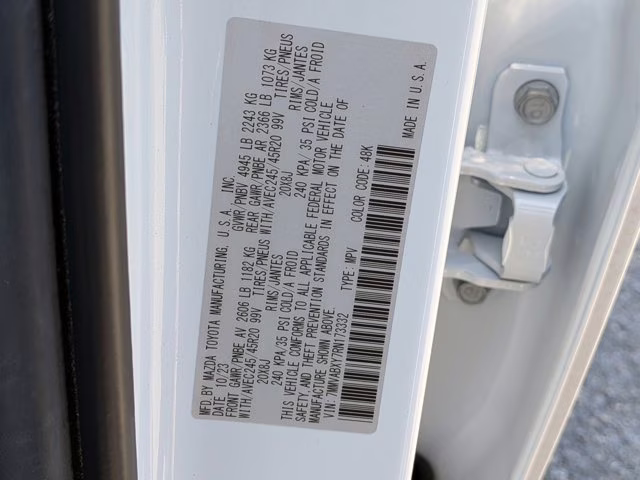 MFD. BY MAZDA TOYOTA MANUFACTURING, U.S.A. INC.
DATE 10/23 GVWR/PNBV 4945 LB 2243 KG
FRONT GAWR/PNBE AV 2606 LB 1182 KG REAR GAWR/PNBE AR 2366 LB 1073 KG
WITH/AVEC245/45R20 99V TIRES/PNEUS WITH/AVEC245/45R20 99V TIRES/PNEUS
20X8J RIMS/JANTES 20X8J RIMS/JANTES
240 KPA/35 PSI COLD/A FROID 240 KPA/35 PSI COLD/A FROID
THIS VEHICLE CONFORMS TO ALL APPLICABLE FEDERAL MOTOR VEHICLE
SAFETY, AND THEFT PREVENTION STANDARDS IN EFFECT ON THE DATE OF
MANUFACTURE SHOWN ABOVE. MADE IN U.S.A.
VIN: 7MMVABXY7RN173332 TYPE: MPV COLOR CODE: 48K